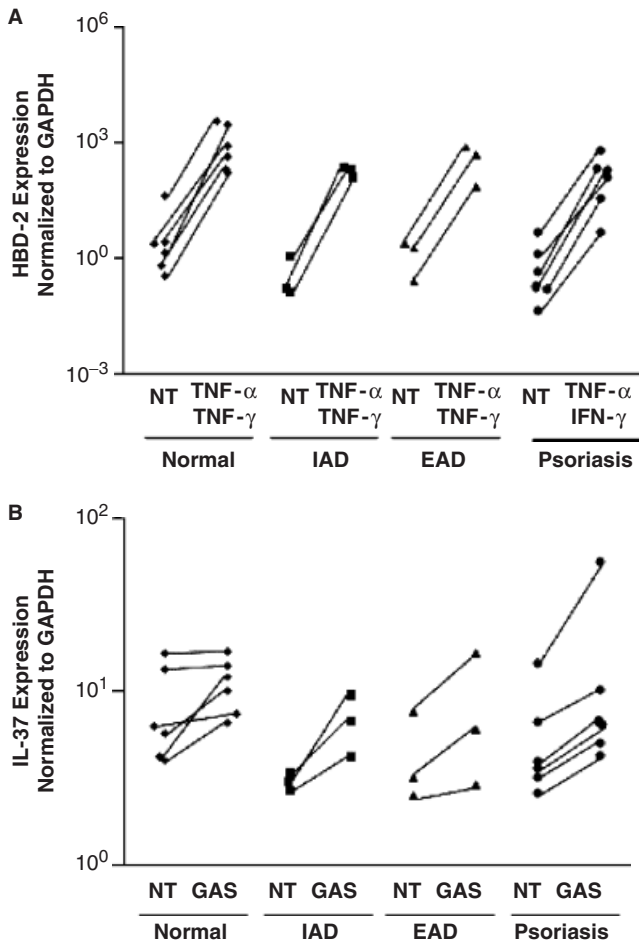 A
HBD-2 Expression
Normalized to GAPDH
10⁶
10³
10⁰
10⁻³
NT TNF-α NT TNF-α NT TNF-α NT TNF-α
TNF-γ TNF-γ TNF-γ IFN-γ
Normal IAD EAD Psoriasis
B
IL-37 Expression
Normalized to GAPDH
10²
10¹
10⁰
NT GAS NT GAS NT GAS NT GAS
Normal IAD EAD Psoriasis